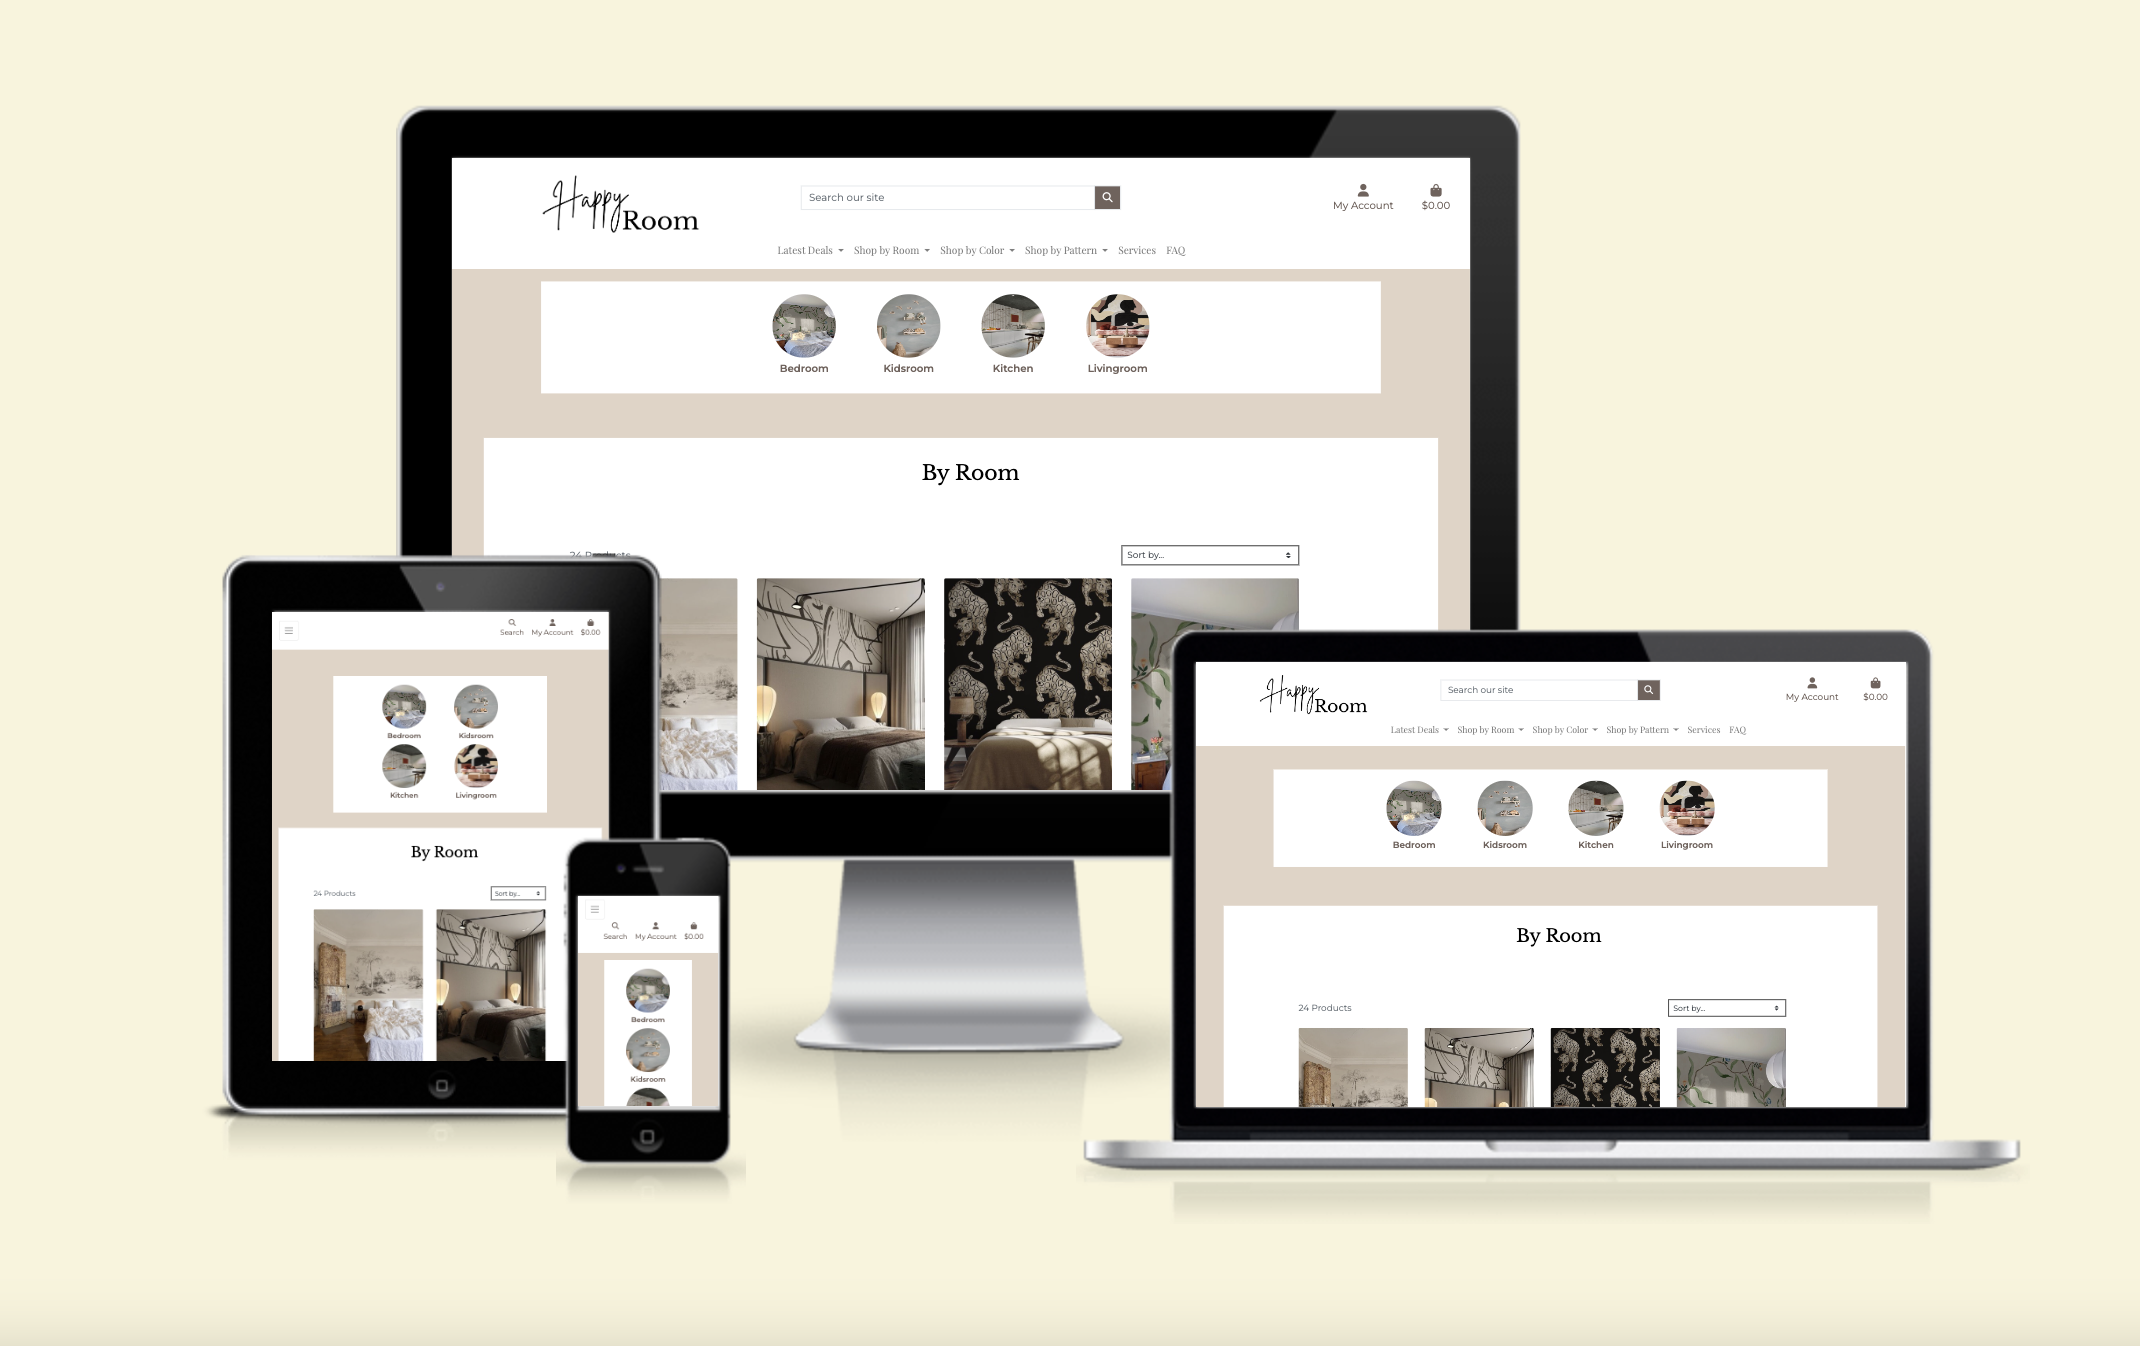 Happy Room
Search our site
My Account
$0.00
Latest Deals Shop by Room Shop by Color Shop by Pattern Services FAQ
Bedroom Kidsroom Kitchen Livingroom
By Room
24 Products
Sort by...
Search My Account $0.00
Bedroom Kidsroom
Kitchen Livingroom
By Room
24 Products Sort by...
Search My Account $0.00
Bedroom
Kidsroom
Happy Room
Search our site
My Account
$0.00
Latest Deals Shop by Room Shop by Color Shop by Pattern Services FAQ
Bedroom Kidsroom Kitchen Livingroom
By Room
24 Products Sort by...